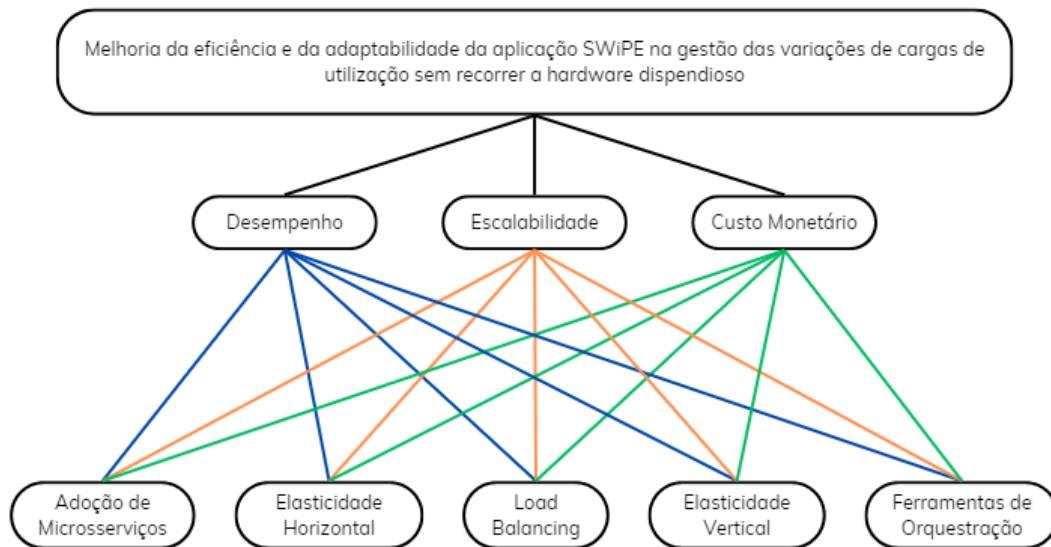 Melhoria da eficiência e da adaptabilidade da aplicação SWiPE na gestão das variações de cargas de
utilização sem recorrer a hardware dispendioso
Desempenho
Escalabilidade
Custo Monetário
Adoção de
Microsserviços
Elasticidade
Horizontal
Load
Balancing
Elasticidade
Vertical
Ferramentas de
Orquestração